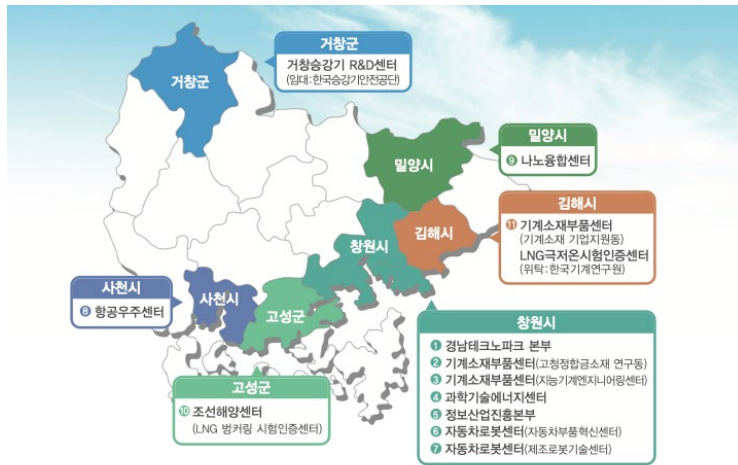 거창군
거창승강기 R&D센터
(임대:한국승강기안전공단)
거창군
밀양시
⑨ 나노융합센터
밀양시
김해시
⑪ 기계소재부품센터
(기계소재 기업지원동)
LNG극저온시험인증센터
(위탁:한국기계연구원)
김해시
창원시
사천시
⑧ 항공우주센터
사천시
고성군
창원시
① 경남테크노파크 본부
② 기계소재부품센터(고청정합금소재 연구동)
③ 기계소재부품센터(지능기계엔지니어링센터)
④ 과학기술에너지센터
⑤ 정보산업진흥본부
⑥ 자동차로봇센터(자동차부품혁신센터)
⑦ 자동차로봇센터(제조로봇기술센터)
고성군
⑩ 조선해양센터
(LNG 벙커링 시험인증센터)